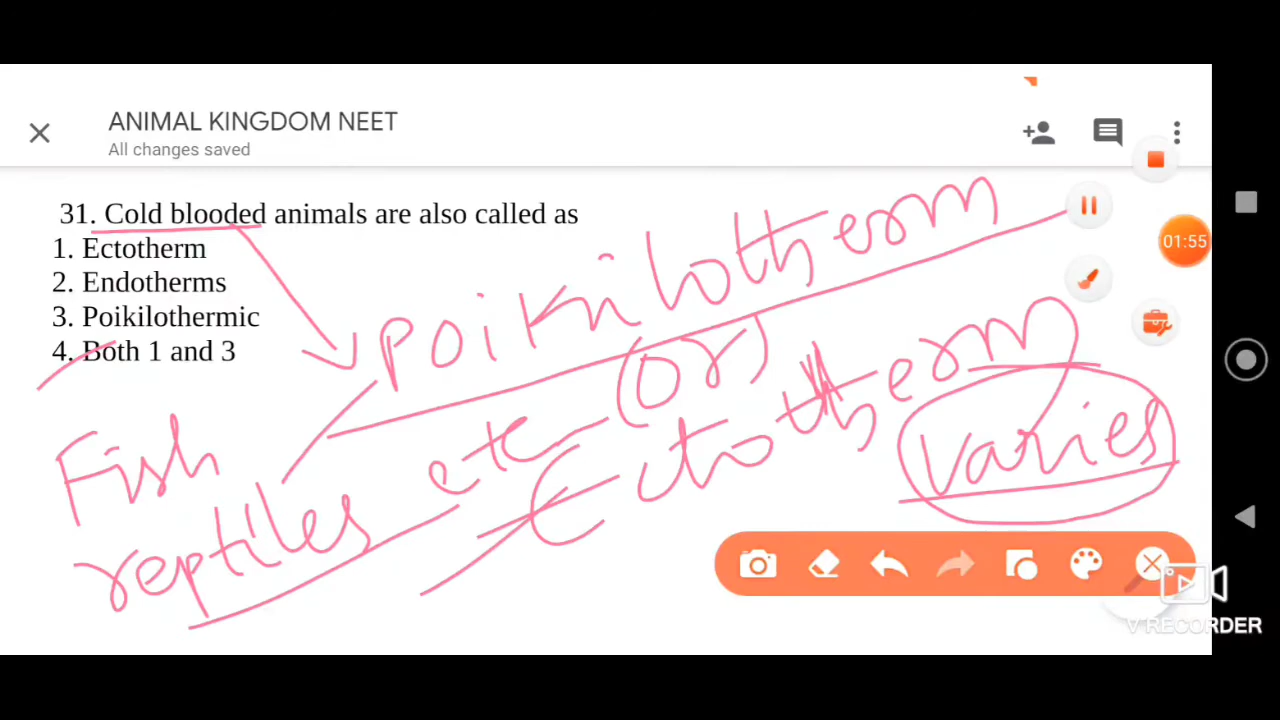 ANIMAL KINGDOM NEET
All changes saved
31. Cold blooded animals are also called as
1. Ectotherm
2. Endotherms
3. Poikilothermic
4. Both 1 and 3
01:55
poikilotherm
(or)
Ectotherm
varies
Fish
reptiles etc
V RECORDER